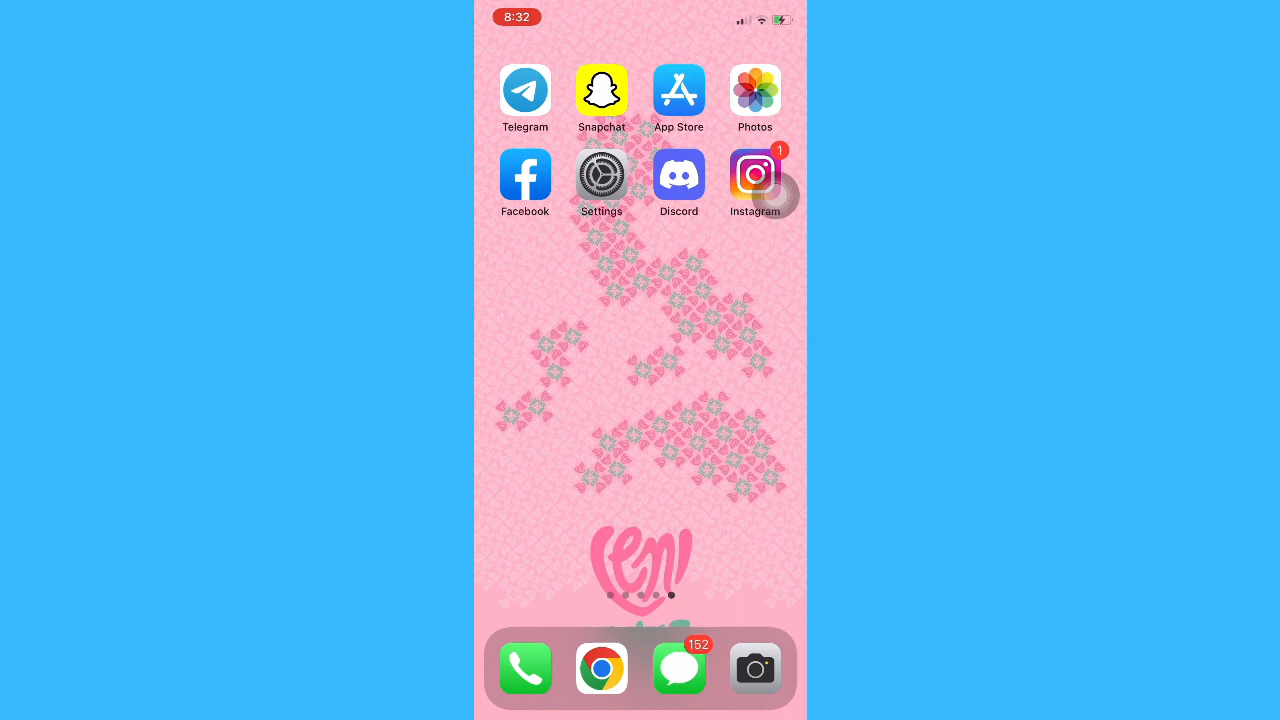 8:32
Telegram
Snapchat
App Store
Photos
1
Facebook
Settings
Discord
Instagram
152